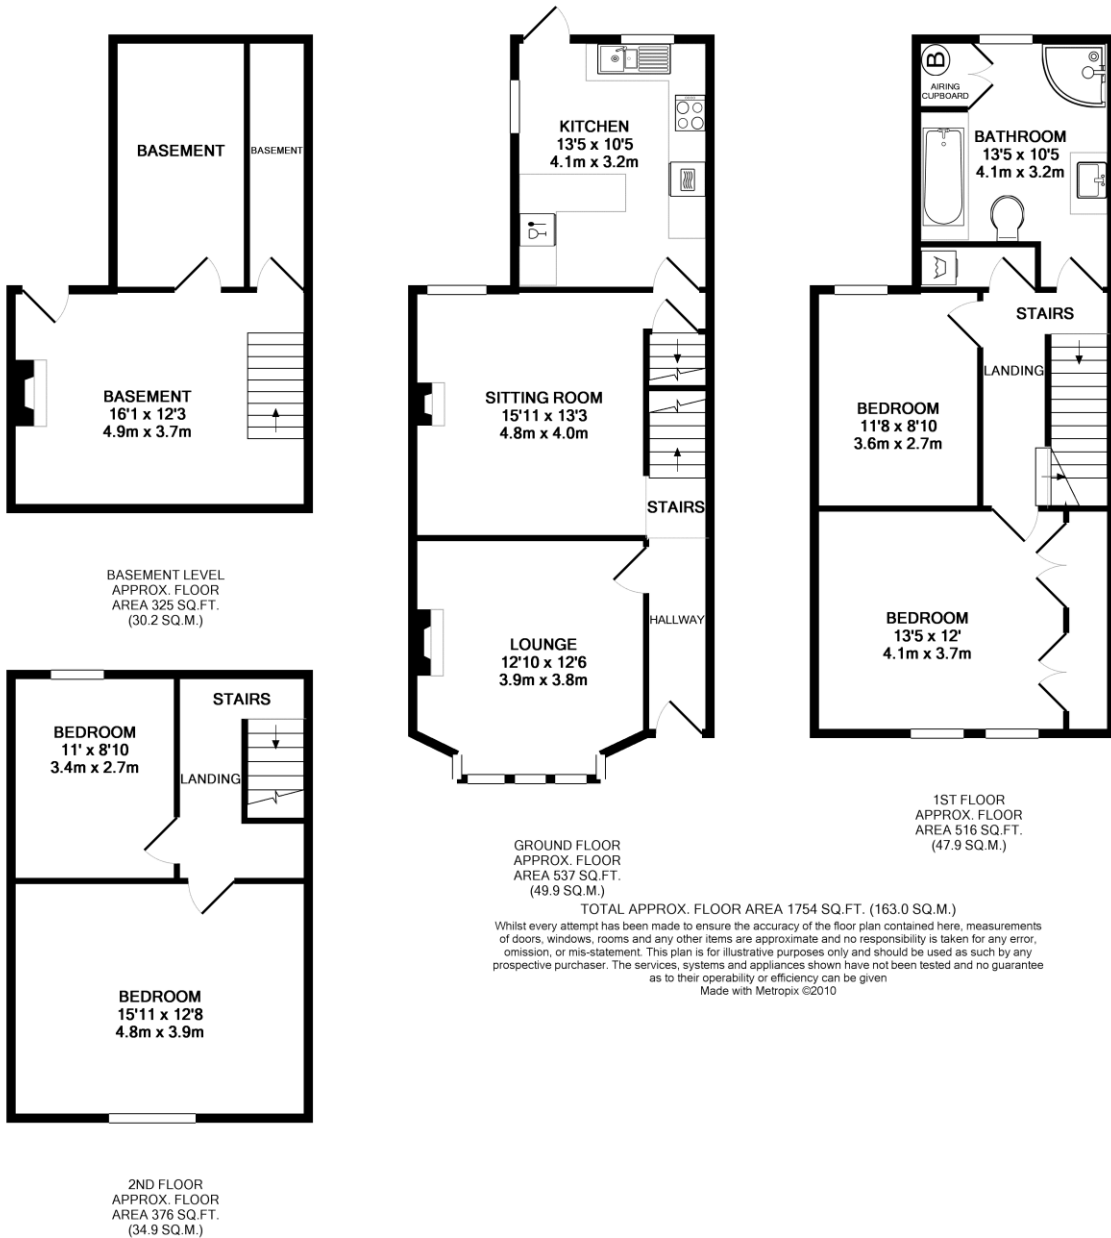 BASEMENT
BASEMENT
BASEMENT
16'1 x 12'3
4.9m x 3.7m
BASEMENT LEVEL
APPROX. FLOOR
AREA 325 SQ.FT.
(30.2 SQ.M.)
KITCHEN
13'5 x 10'5
4.1m x 3.2m
SITTING ROOM
15'11 x 13'3
4.8m x 4.0m
STAIRS
LOUNGE
12'10 x 12'6
3.9m x 3.8m
HALLWAY
GROUND FLOOR
APPROX. FLOOR
AREA 537 SQ.FT.
(49.9 SQ.M.)
B
AIRING
CUPBOARD
BATHROOM
13'5 x 10'5
4.1m x 3.2m
STAIRS
LANDING
BEDROOM
11'8 x 8'10
3.6m x 2.7m
BEDROOM
13'5 x 12'
4.1m x 3.7m
1ST FLOOR
APPROX. FLOOR
AREA 516 SQ.FT.
(47.9 SQ.M.)
STAIRS
BEDROOM
11' x 8'10
3.4m x 2.7m
LANDING
BEDROOM
15'11 x 12'8
4.8m x 3.9m
2ND FLOOR
APPROX. FLOOR
AREA 376 SQ.FT.
(34.9 SQ.M.)
TOTAL APPROX. FLOOR AREA 1754 SQ.FT. (163.0 SQ.M.)
Whilst every attempt has been made to ensure the accuracy of the floor plan contained here, measurements
of doors, windows, rooms and any other items are approximate and no responsibility is taken for any error,
omission, or mis-statement. This plan is for illustrative purposes only and should be used as such by any
prospective purchaser. The services, systems and appliances shown have not been tested and no guarantee
as to their operability or efficiency can be given
Made with Metropix ©2010